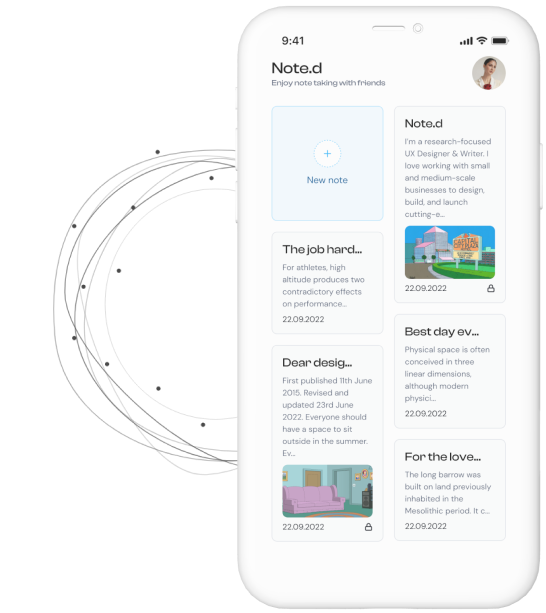 9:41
Note.d
Enjoy note taking with friends
New note
The job hard...
For athletes, high
altitude produces two
contradictory effects
on performance...
22.09.2022
Dear desig...
First published 11th June
2015. Revised and
updated 23rd June
2022. Everyone should
have a space to sit
outside in the summer.
Ev...
22.09.2022
Note.d
I'm a research-focused
UX Designer & Writer. I
love working with small
and medium-scale
businesses to design,
build, and launch
cutting-e...
CAPITAL
CITY PLAZA
22.09.2022
Best day ev...
Physical space is often
conceived in three
linear dimensions,
although modern
physici...
22.09.2022
For the love...
The long barrow was
built on land previously
inhabited in the
Mesolithic period. It c...
22.09.2022